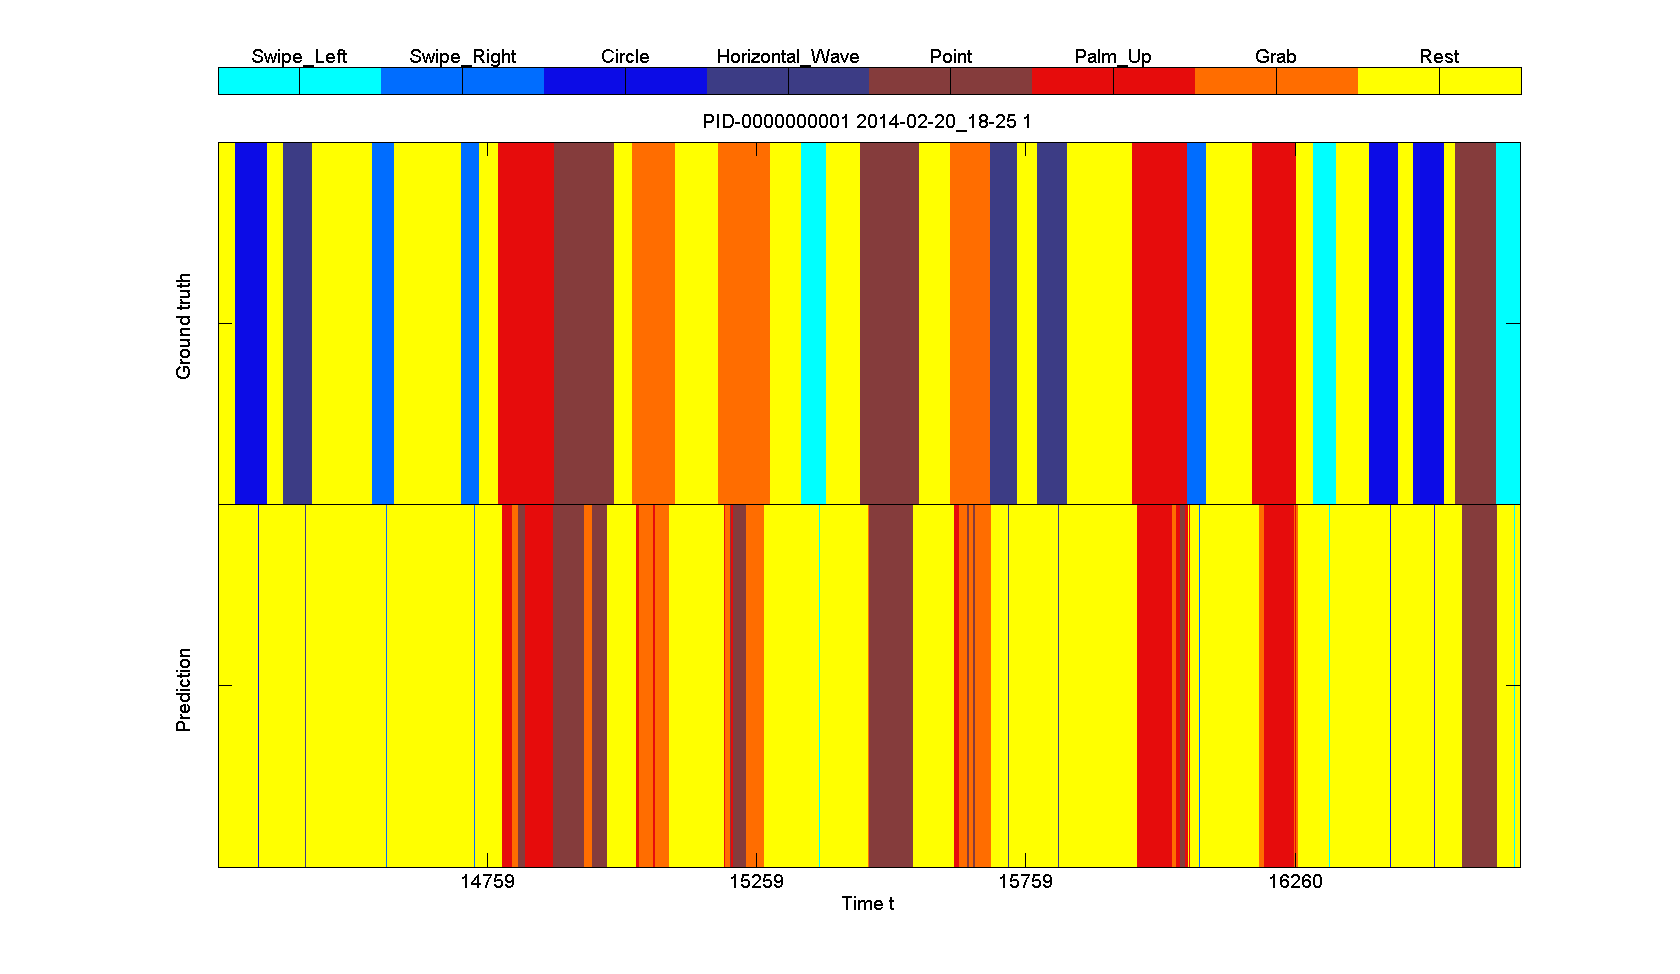 Swipe_Left Swipe_Right Circle Horizontal_Wave Point Palm_Up Grab Rest
PID-0000000001 2014-02-20_18-25 1
Ground truth
Prediction
14759 15259 15759 16260
Time t